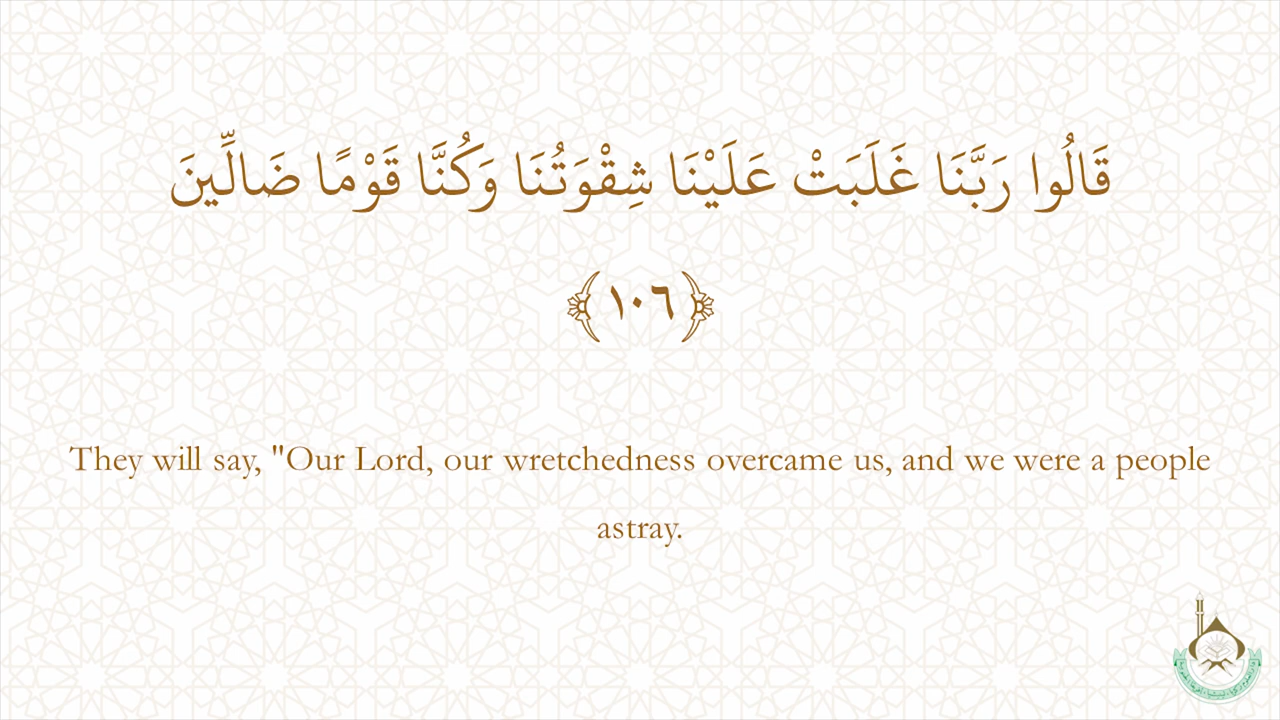 قَالُوا رَبَّنَا غَلَبَتْ عَلَيْنَا شِقْوَتُنَا وَكُنَّا قَوْمًا ضَالِّينَ
﴿١٠٦﴾
They will say, "Our Lord, our wretchedness overcame us, and we were a people
astray.